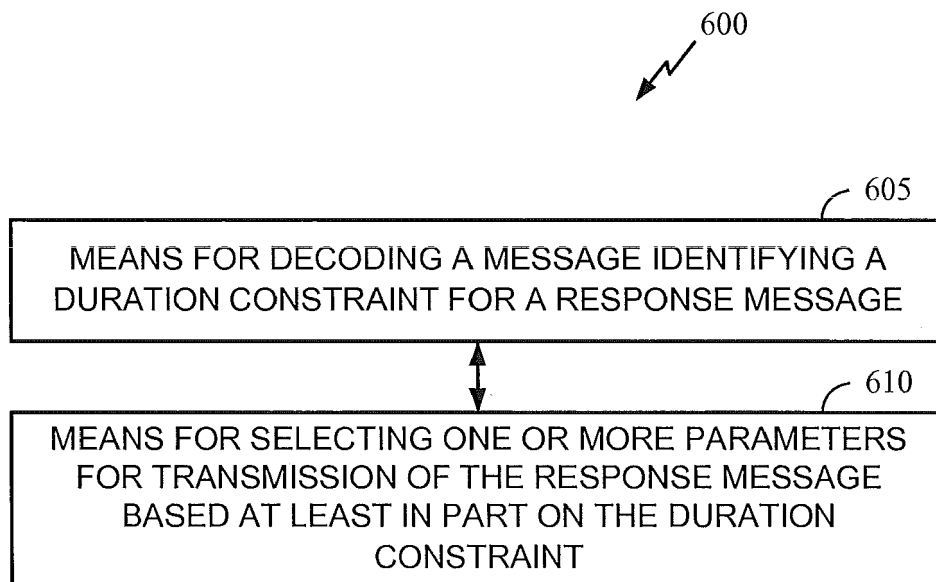 600
605
MEANS FOR DECODING A MESSAGE IDENTIFYING A
DURATION CONSTRAINT FOR A RESPONSE MESSAGE
610
MEANS FOR SELECTING ONE OR MORE PARAMETERS
FOR TRANSMISSION OF THE RESPONSE MESSAGE
BASED AT LEAST IN PART ON THE DURATION
CONSTRAINT